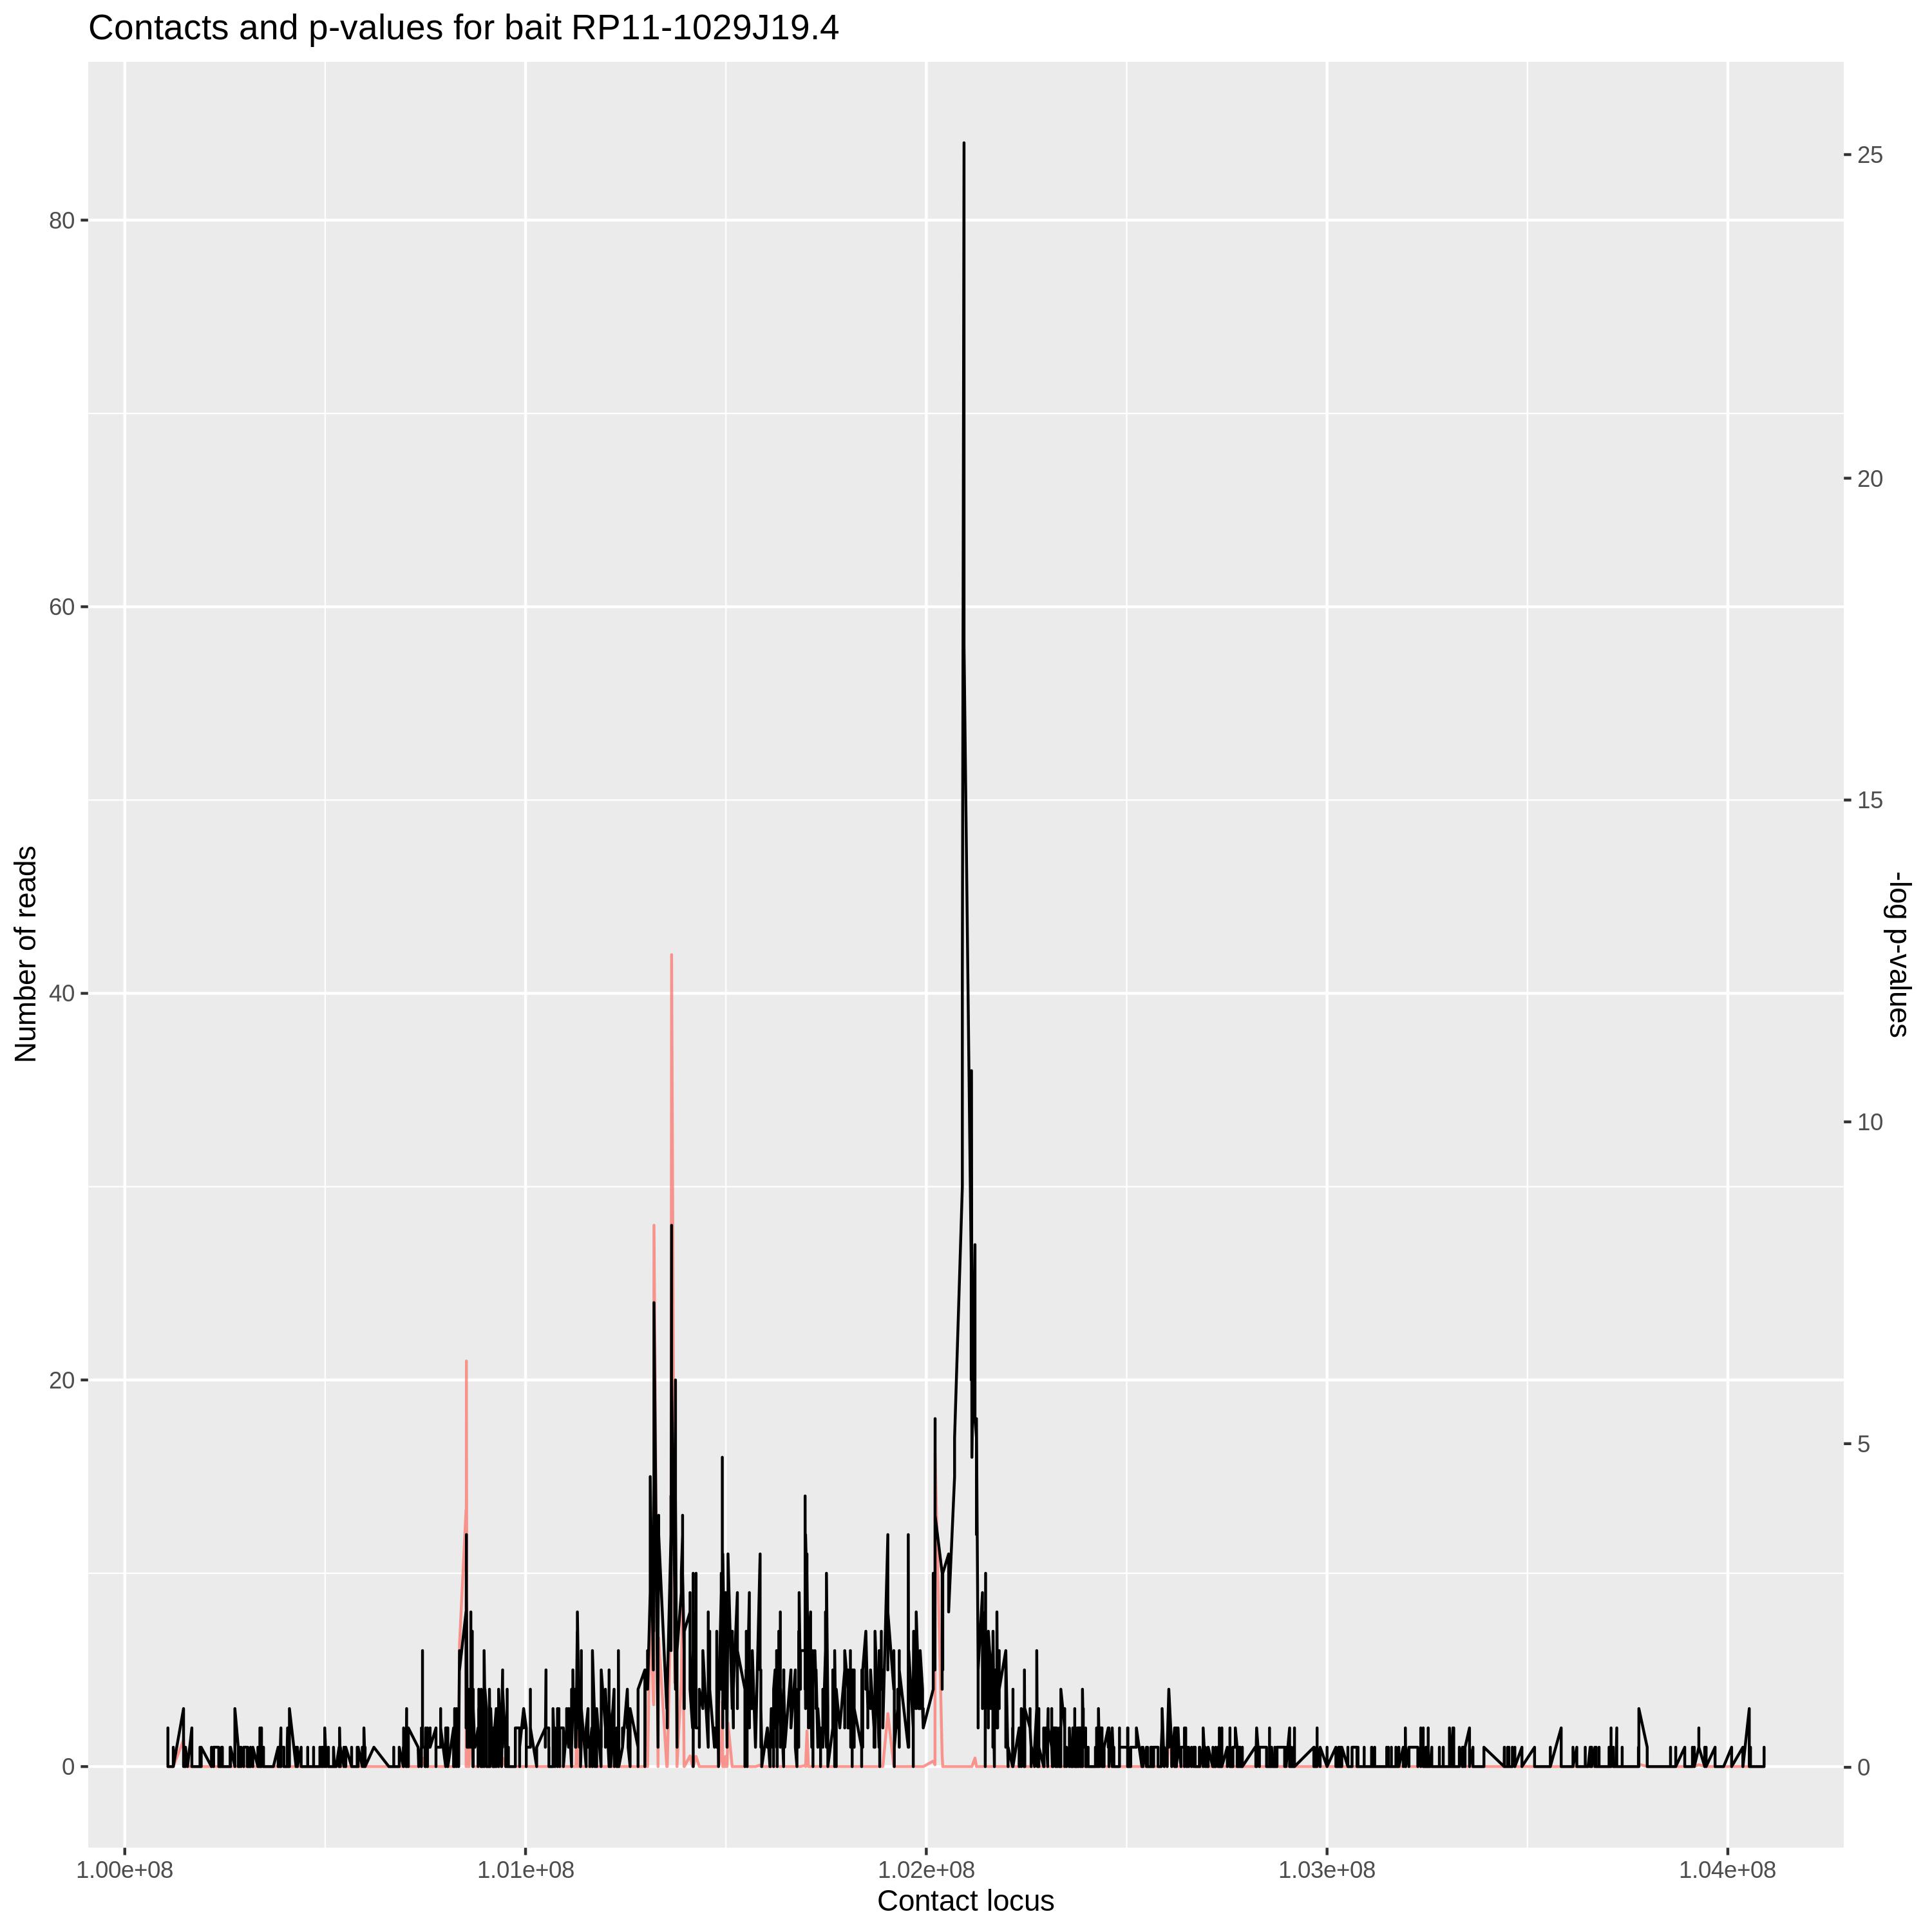 Contacts and p-values for bait RP11-1029J19.4
Number of reads
80
60
40
20
0
25
20
15
10
5
0
-log p-values
1.00e+08 1.01e+08 1.02e+08 1.03e+08 1.04e+08
Contact locus